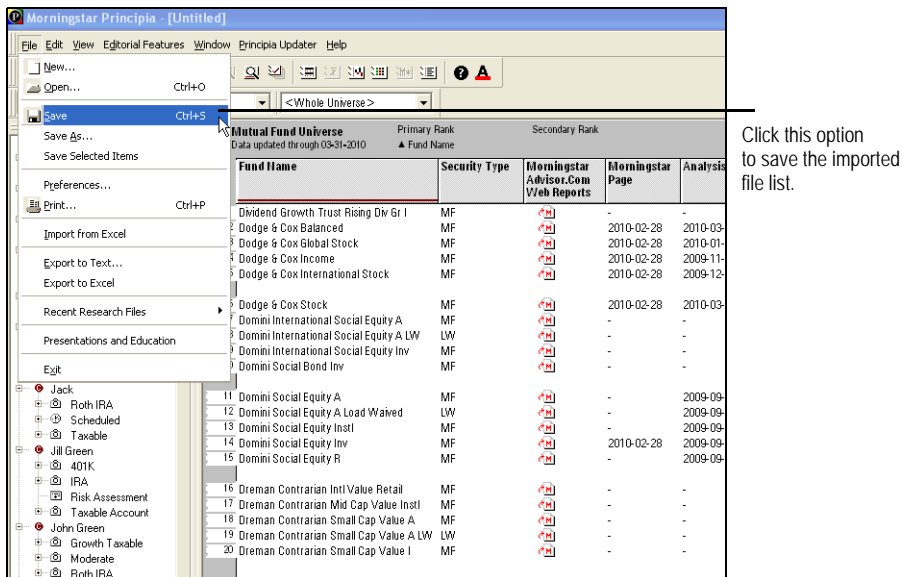 Morningstar Principia - [Untitled]
File Edit View Editorial Features Window Principia Updater Help
New...
Open... Ctrl+O
Save Ctrl+S
Save As...
Save Selected Items
Preferences...
Print... Ctrl+P
Import from Excel
Export to Text...
Export to Excel
Recent Research Files
Presentations and Education
Exit
<Whole Universe>
Click this option
to save the imported
file list.
Mutual Fund Universe Primary Rank Secondary Rank
Data updated through 03-31-2010 ▲ Fund Name
Fund Name Security Type Morningstar Advisor.Com Web Reports Morningstar Page Analysis
Dividend Growth Trust Rising Div Gr I MF - -
2 Dodge & Cox Balanced MF 2010-02-28 2010-03-
3 Dodge & Cox Global Stock MF 2010-02-28 2010-01-
4 Dodge & Cox Income MF 2010-02-28 2009-11-
5 Dodge & Cox International Stock MF 2010-02-28 2009-12-
6 Dodge & Cox Stock MF 2010-02-28 2010-03-
7 Domini International Social Equity A MF - -
8 Domini International Social Equity A LW LW - -
9 Domini International Social Equity Inv MF - -
0 Domini Social Bond Inv MF - -
11 Domini Social Equity A MF - 2009-09-
12 Domini Social Equity A Load Waived LW - 2009-09-
13 Domini Social Equity Instl MF - 2009-09-
14 Domini Social Equity Inv MF 2010-02-28 2009-09-
15 Domini Social Equity R MF - 2009-09-
16 Dreman Contrarian Intl Value Retail MF - -
17 Dreman Contrarian Mid Cap Value Instl MF - -
18 Dreman Contrarian Small Cap Value A MF - -
19 Dreman Contrarian Small Cap Value A LW LW - -
20 Dreman Contrarian Small Cap Value I MF - -
Jack
Roth IRA
Scheduled
Taxable
Jill Green
401K
IRA
Risk Assessment
Taxable Account
John Green
Growth Taxable
Moderate
Roth IRA